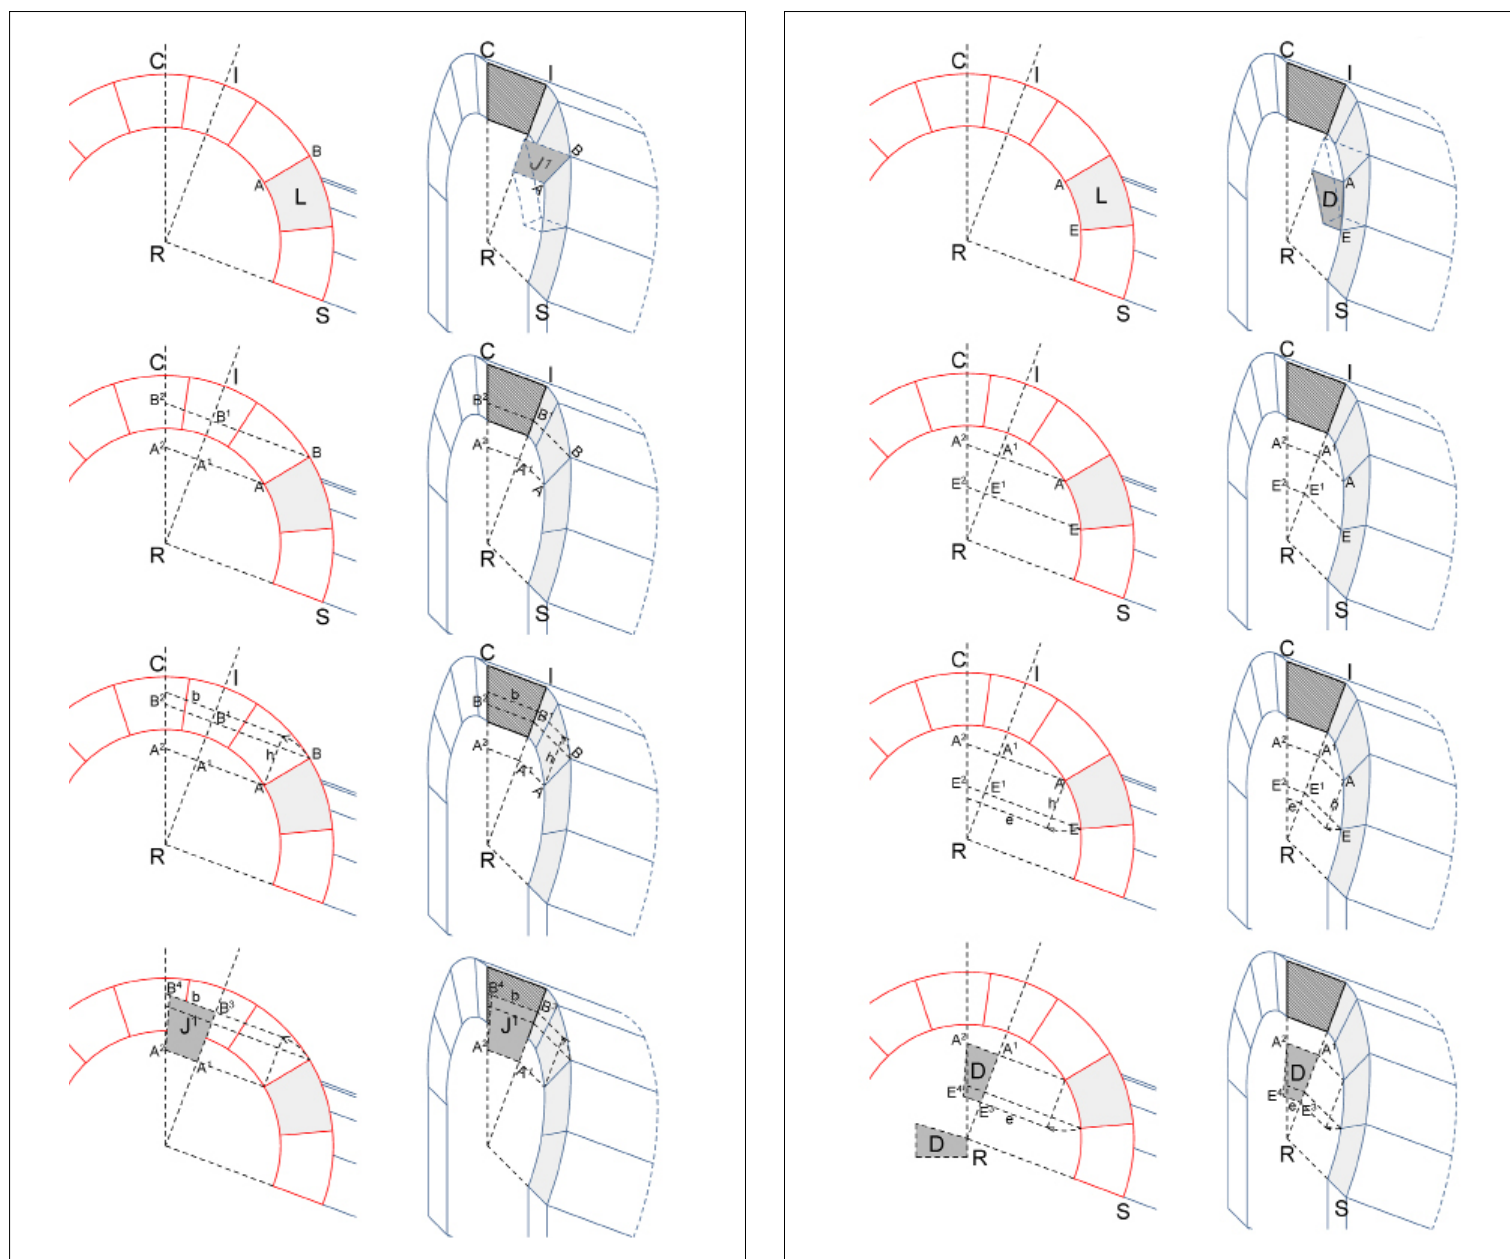 C I B A L R S
C I B J¹ A R S
C I B² B¹ A² B A¹ A R S
C I B² B¹ A² B A¹ A R S
C I b B² B¹ A² h B A¹ A R S
C I b B² B¹ A² h B A¹ A R
B⁴ b B³ J¹ A² A¹
B⁴ b B³ J¹ A² A¹
C I A L E R S
C I A D E R S
C I A² A¹ E² E¹ A E R S
C I A² A¹ E² E¹ A E R S
C I A² A¹ E² E¹ A h e E R
C I A² A¹ E² E¹ A e h E R
A² A¹ D E⁴ E³ e D R S
A² A D E⁴ e E³ R S